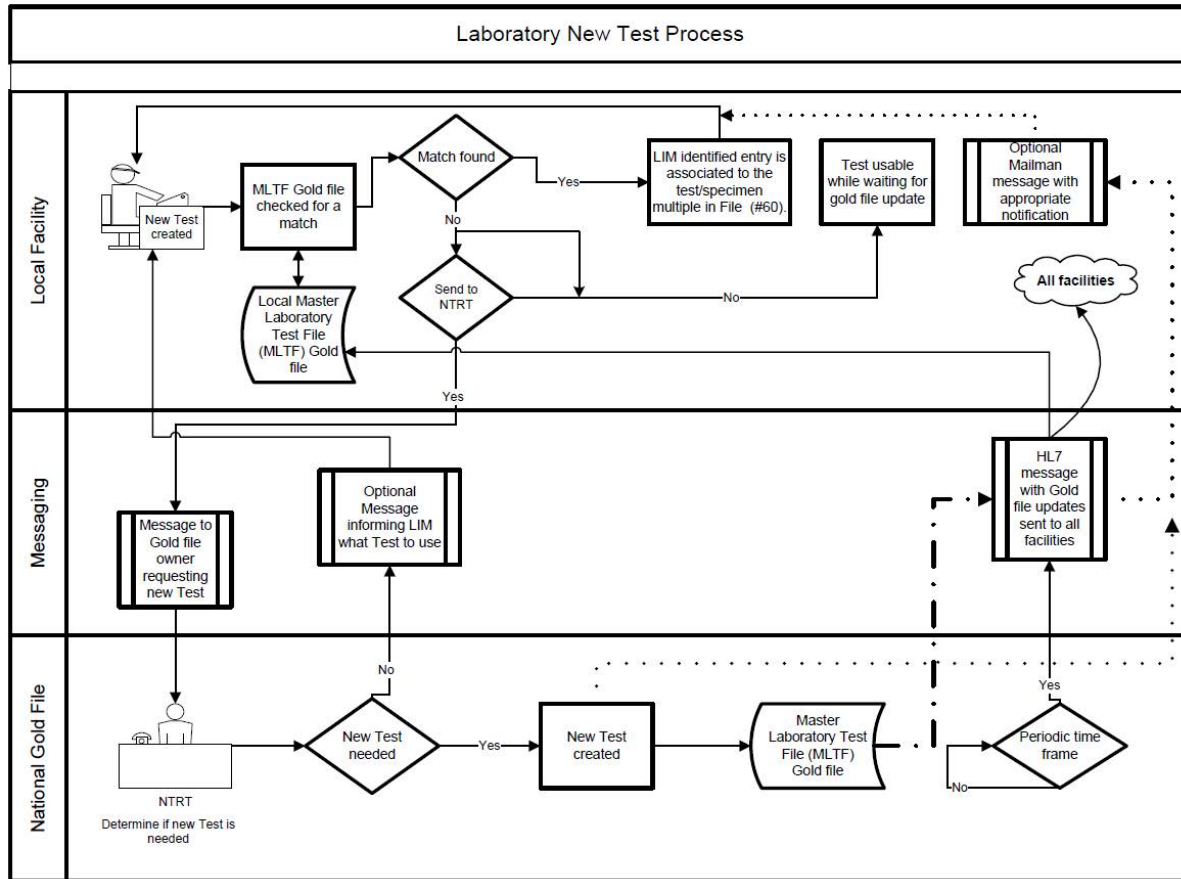 Laboratory New Test Process
Local Facility
New Test
created
MLTF Gold file
checked for a
match
Local Master
Laboratory
Test File
(MLTF) Gold
file
Match found
Yes
No
Send to
NTRT
No
Yes
LIM identified entry is
associated to the
test/specimen
multiple in File (#60).
Test usable
while waiting for
gold file update
Optional
Mailman
message with
appropriate
notification
All facilities
Messaging
Message to
Gold file
owner
requesting
new Test
Optional
Message
informing LIM
what Test to use
HL7
message
with Gold
file updates
sent to all
facilities
National Gold File
NTRT
Determine if new Test is
needed
New Test
needed
No
Yes
New Test
created
Master
Laboratory Test
File (MLTF)
Gold file
Periodic time
frame
Yes
No